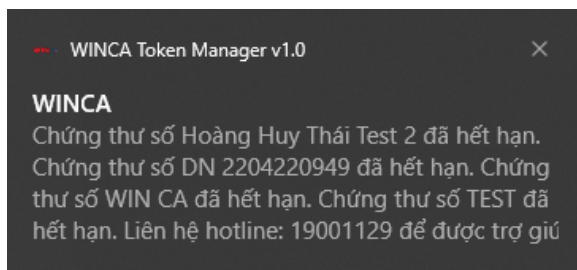 WINCA Token Manager v1.0
WINCA
Chứng thư số Hoàng Huy Thái Test 2 đã hết hạn.
Chứng thư số DN 2204220949 đã hết hạn. Chứng
thư số WIN CA đã hết hạn. Chứng thư số TEST đã
hết hạn. Liên hệ hotline: 19001129 để được trợ giú